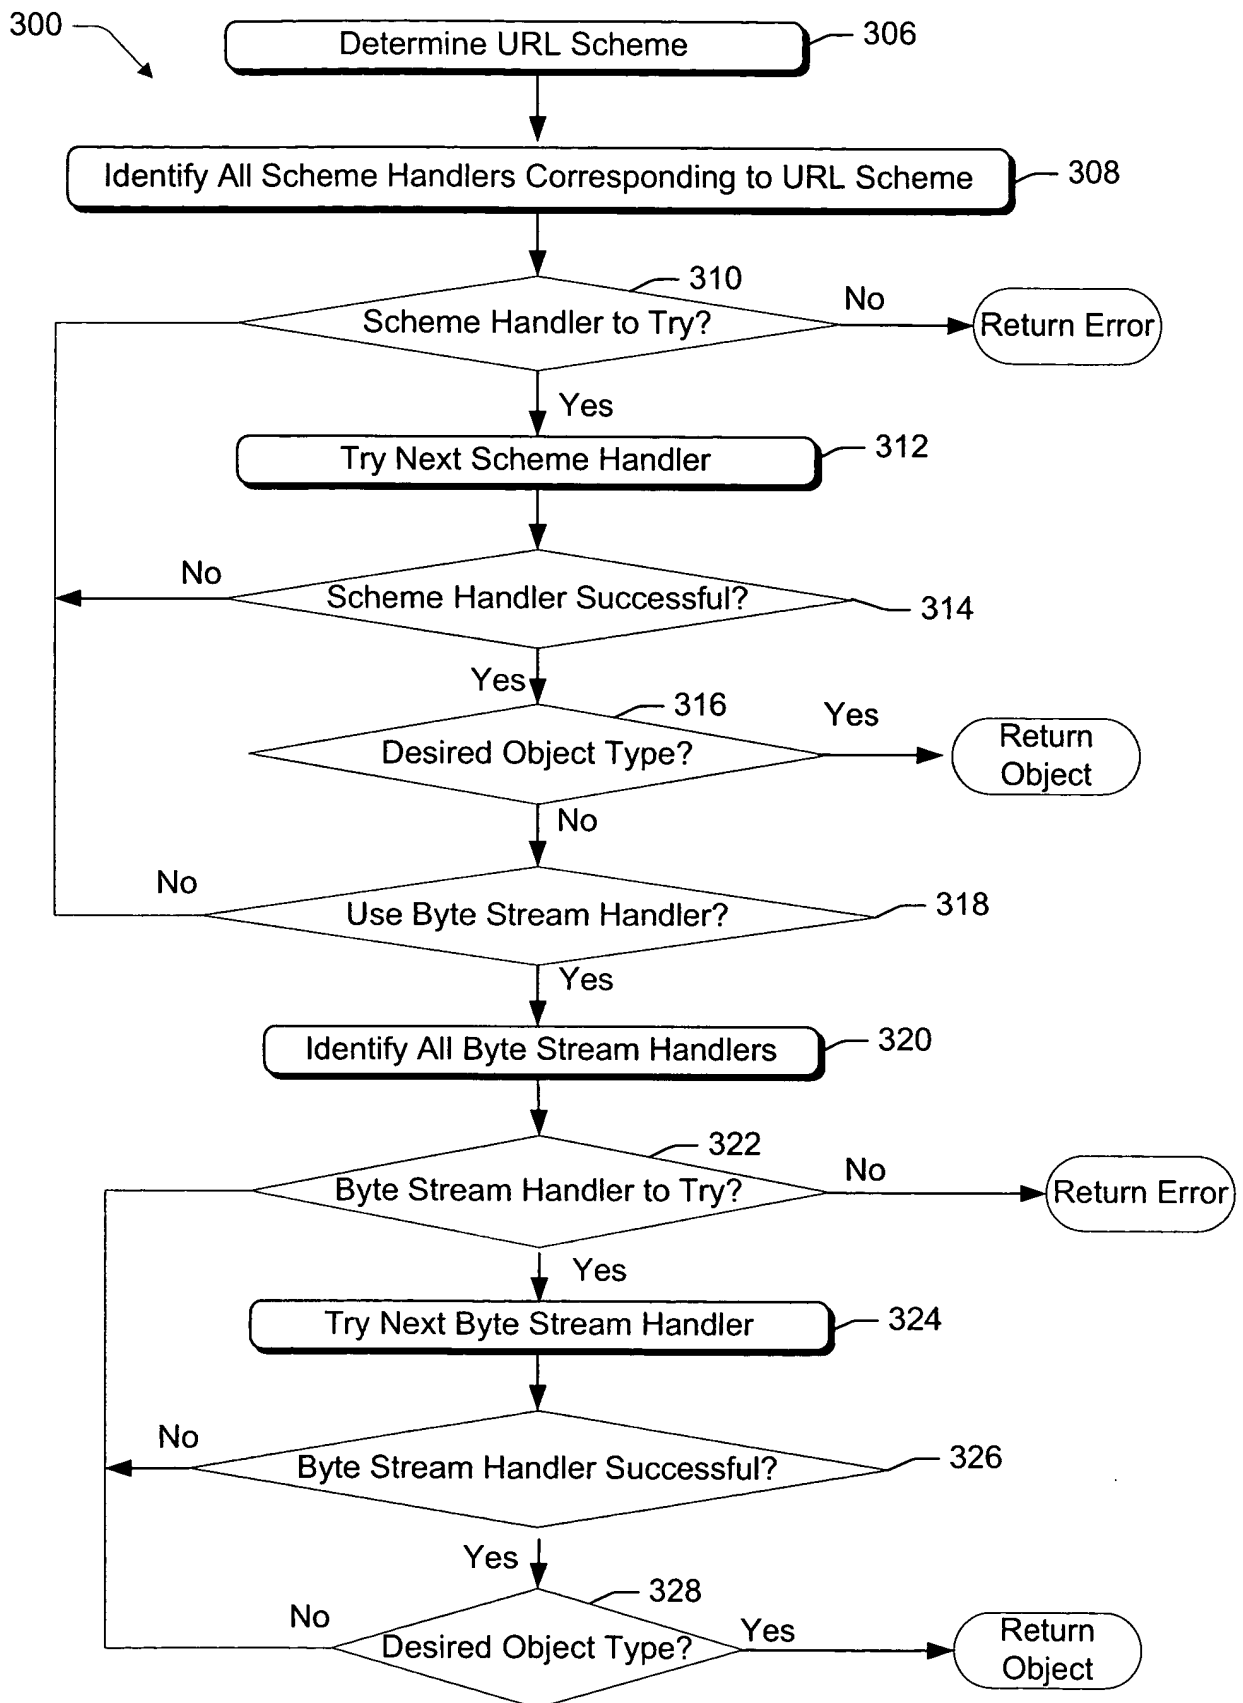 300
Determine URL Scheme
306
Identify All Scheme Handlers Corresponding to URL Scheme
308
310
Scheme Handler to Try?
No
Return Error
Yes
Try Next Scheme Handler
312
No
Scheme Handler Successful?
314
Yes
316
Desired Object Type?
Yes
Return
Object
No
No
Use Byte Stream Handler?
318
Yes
Identify All Byte Stream Handlers
320
322
Byte Stream Handler to Try?
No
Return Error
Yes
Try Next Byte Stream Handler
324
No
Byte Stream Handler Successful?
326
Yes
328
No
Desired Object Type?
Yes
Return
Object